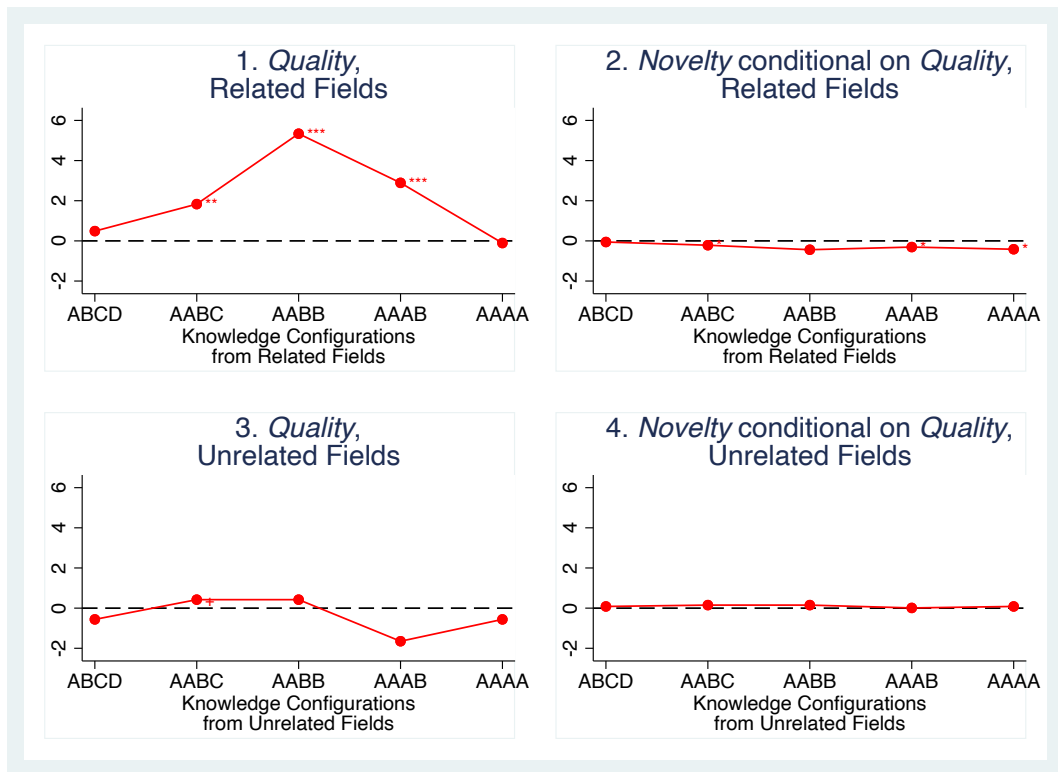 1. Quality,
Related Fields
6
4
2
0
-2
**
***
***
ABCD AABC AABB AAAB AAAA
Knowledge Configurations
from Related Fields
2. Novelty conditional on Quality,
Related Fields
6
4
2
0
-2
*
*
*
ABCD AABC AABB AAAB AAAA
Knowledge Configurations
from Related Fields
3. Quality,
Unrelated Fields
6
4
2
0
-2
+
ABCD AABC AABB AAAB AAAA
Knowledge Configurations
from Unrelated Fields
4. Novelty conditional on Quality,
Unrelated Fields
6
4
2
0
-2
ABCD AABC AABB AAAB AAAA
Knowledge Configurations
from Unrelated Fields